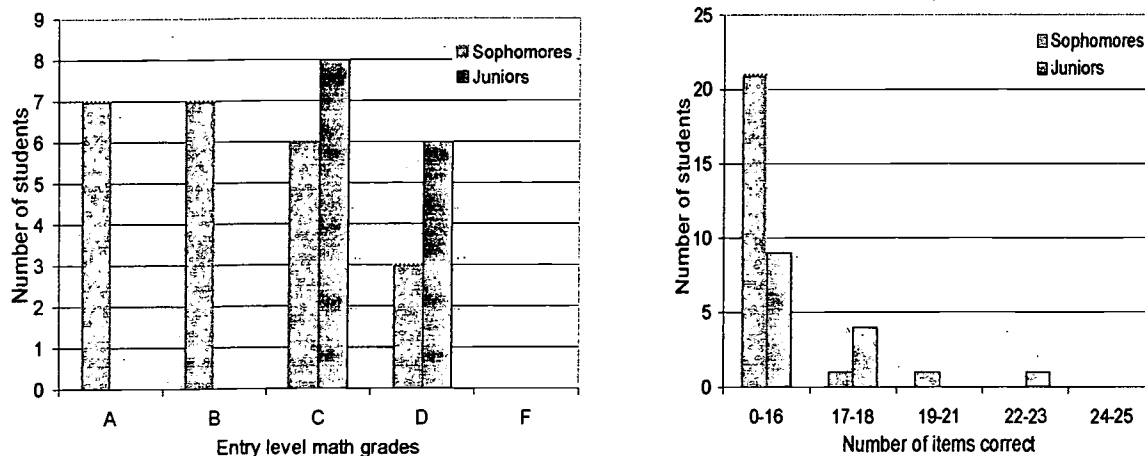 9
8
7
6
5
4
3
2
1
0
Number of students
Sophomores
Juniors
A B C D F
Entry level math grades
25
20
15
10
5
0
Number of students
Sophomores
Juniors
0-16 17-18 19-21 22-23 24-25
Number of items correct